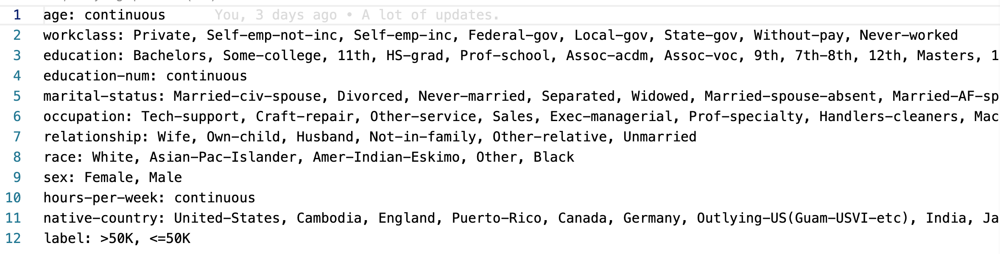 1 age: continuous You, 3 days ago • A lot of updates.
2 workclass: Private, Self-emp-not-inc, Self-emp-inc, Federal-gov, Local-gov, State-gov, Without-pay, Never-worked
3 education: Bachelors, Some-college, 11th, HS-grad, Prof-school, Assoc-acdm, Assoc-voc, 9th, 7th-8th, 12th, Masters, 1
4 education-num: continuous
5 marital-status: Married-civ-spouse, Divorced, Never-married, Separated, Widowed, Married-spouse-absent, Married-AF-sp
6 occupation: Tech-support, Craft-repair, Other-service, Sales, Exec-managerial, Prof-specialty, Handlers-cleaners, Mac
7 relationship: Wife, Own-child, Husband, Not-in-family, Other-relative, Unmarried
8 race: White, Asian-Pac-Islander, Amer-Indian-Eskimo, Other, Black
9 sex: Female, Male
10 hours-per-week: continuous
11 native-country: United-States, Cambodia, England, Puerto-Rico, Canada, Germany, Outlying-US(Guam-USVI-etc), India, Ja
12 label: >50K, <=50K